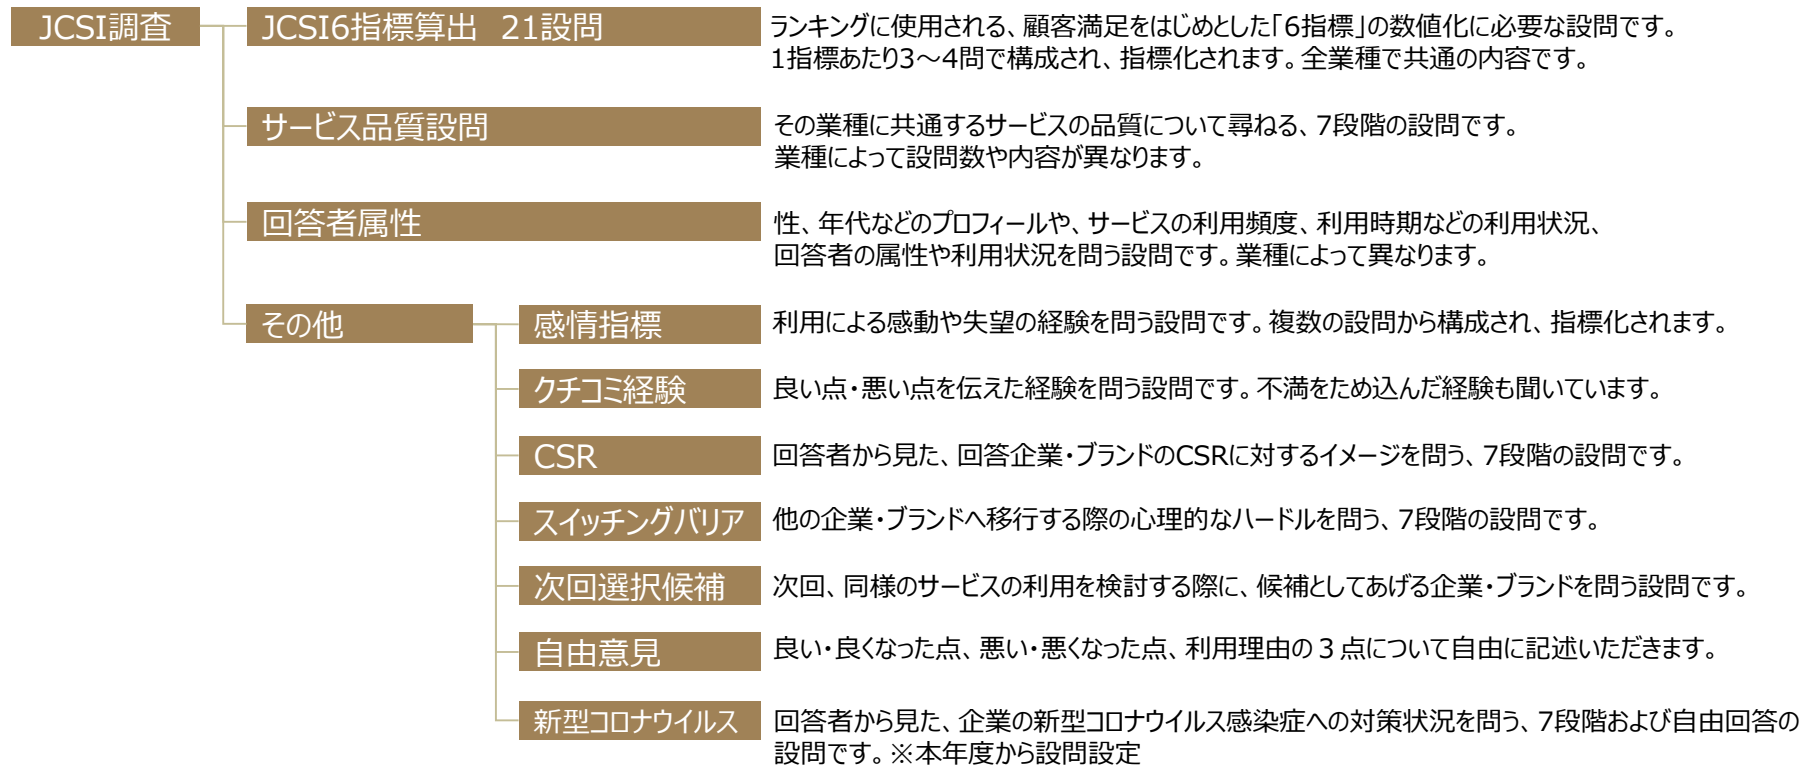 JCSI調査
JCSI6指標算出　21設問
ランキングに使用される、顧客満足をはじめとした「6指標」の数値化に必要な設問です。
1指標あたり3～4問で構成され、指標化されます。全業種で共通の内容です。
サービス品質設問
その業種に共通するサービスの品質について尋ねる、7段階の設問です。
業種によって設問数や内容が異なります。
回答者属性
性、年代などのプロフィールや、サービスの利用頻度、利用時期などの利用状況、
回答者の属性や利用状況を問う設問です。業種によって異なります。
その他
感情指標
利用による感動や失望の経験を問う設問です。複数の設問から構成され、指標化されます。
クチコミ経験
良い点・悪い点を伝えた経験を問う設問です。不満をため込んだ経験も聞いています。
CSR
回答者から見た、回答企業・ブランドのCSRに対するイメージを問う、7段階の設問です。
スイッチングバリア
他の企業・ブランドへ移行する際の心理的なハードルを問う、7段階の設問です。
次回選択候補
次回、同様のサービスの利用を検討する際に、候補としてあげる企業・ブランドを問う設問です。
自由意見
良い・良くなった点、悪い・悪くなった点、利用理由の３点について自由に記述いただきます。
新型コロナウイルス
回答者から見た、企業の新型コロナウイルス感染症への対策状況を問う、7段階および自由回答の
設問です。※本年度から設問設定